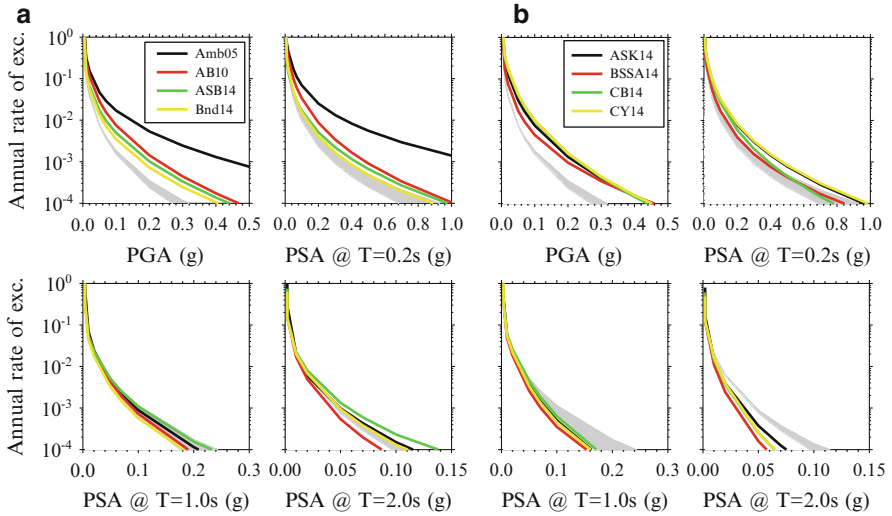 a
b
Annual rate of exc.
10⁰
10⁻¹
10⁻²
10⁻³
10⁻⁴
Amb05
AB10
ASB14
Bnd14
0.0 0.1 0.2 0.3 0.4 0.5
PGA (g)
0.0 0.2 0.4 0.6 0.8 1.0
PSA @ T=0.2s (g)
ASK14
BSSA14
CB14
CY14
0.0 0.1 0.2 0.3 0.4 0.5
PGA (g)
0.0 0.2 0.4 0.6 0.8 1.0
PSA @ T=0.2s (g)
Annual rate of exc.
10⁰
10⁻¹
10⁻²
10⁻³
10⁻⁴
0.0 0.1 0.2 0.3
PSA @ T=1.0s (g)
0.00 0.05 0.10 0.15
PSA @ T=2.0s (g)
0.0 0.1 0.2 0.3
PSA @ T=1.0s (g)
0.00 0.05 0.10 0.15
PSA @ T=2.0s (g)